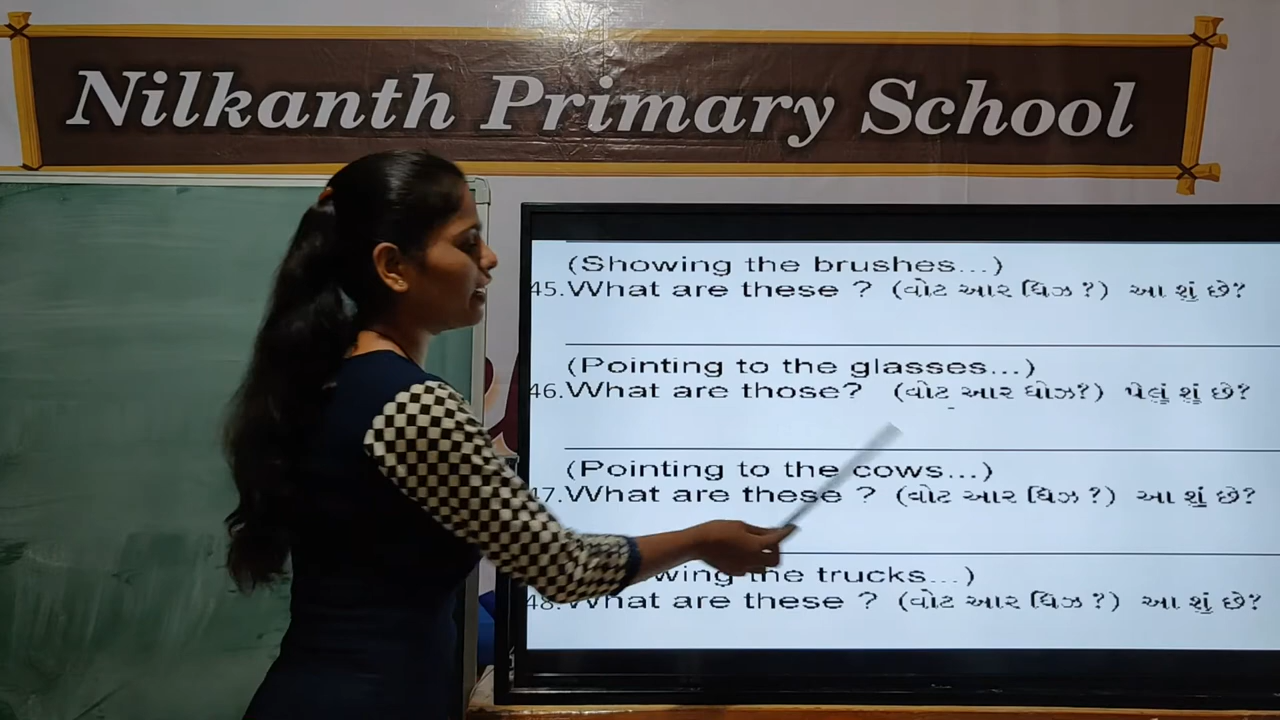 Nilkanth Primary School
(Showing the brushes...)
45.What are these ? (વોટ આર ધિઝ ?) આ શું છે?
(Pointing to the glasses...)
46.What are those? (વોટ આર ધોઝ?) પેલું શું છે?
(Pointing to the cows...)
47.What are these ? (વોટ આર ધિઝ ?) આ શું છે?
the trucks...)
48.What are these ? (વોટ આર ધિઝ ?) આ શું છે?